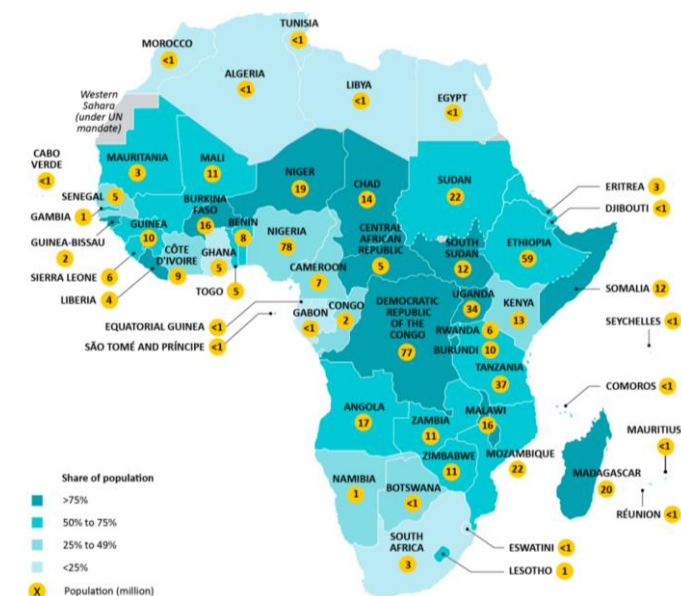 TUNISIA
<1
MOROCCO
<1
ALGERIA
<1
LIBYA
<1
EGYPT
<1
Western
Sahara
(under UN
mandate)
CABO
VERDE
<1
MAURITANIA
3
MALI
11
NIGER
19
CHAD
14
SUDAN
22
ERITREA 3
DJIBOUTI <1
SENEGAL 5
GAMBIA 1
GUINEA-BISSAU
2
GUINEA
10
SIERRA LEONE 6
LIBERIA 4
BURKINA
FASO
16
BENIN
8
CÔTE
D'IVOIRE
9
GHANA
5
TOGO 5
NIGERIA
78
CAMEROON
7
CENTRAL
AFRICAN
REPUBLIC
5
SOUTH
SUDAN
12
ETHIOPIA
59
SOMALIA 12
UGANDA
34
KENYA
13
SEYCHELLES <1
EQUATORIAL GUINEA <1
SÃO TOMÉ AND PRÍNCIPE <1
GABON
<1
CONGO
2
DEMOCRATIC
REPUBLIC
OF THE
CONGO
77
RWANDA 6
BURUNDI 10
TANZANIA
37
COMOROS <1
ANGOLA
17
ZAMBIA
11
MALAWI
16
MOZAMBIQUE
22
MAURITIUS
<1
ZIMBABWE
11
MADAGASCAR
20
RÉUNION <1
NAMIBIA
1
BOTSWANA
<1
SOUTH
AFRICA
3
ESWATINI <1
LESOTHO 1
Share of population
>75%
50% to 75%
25% to 49%
<25%
X Population (million)